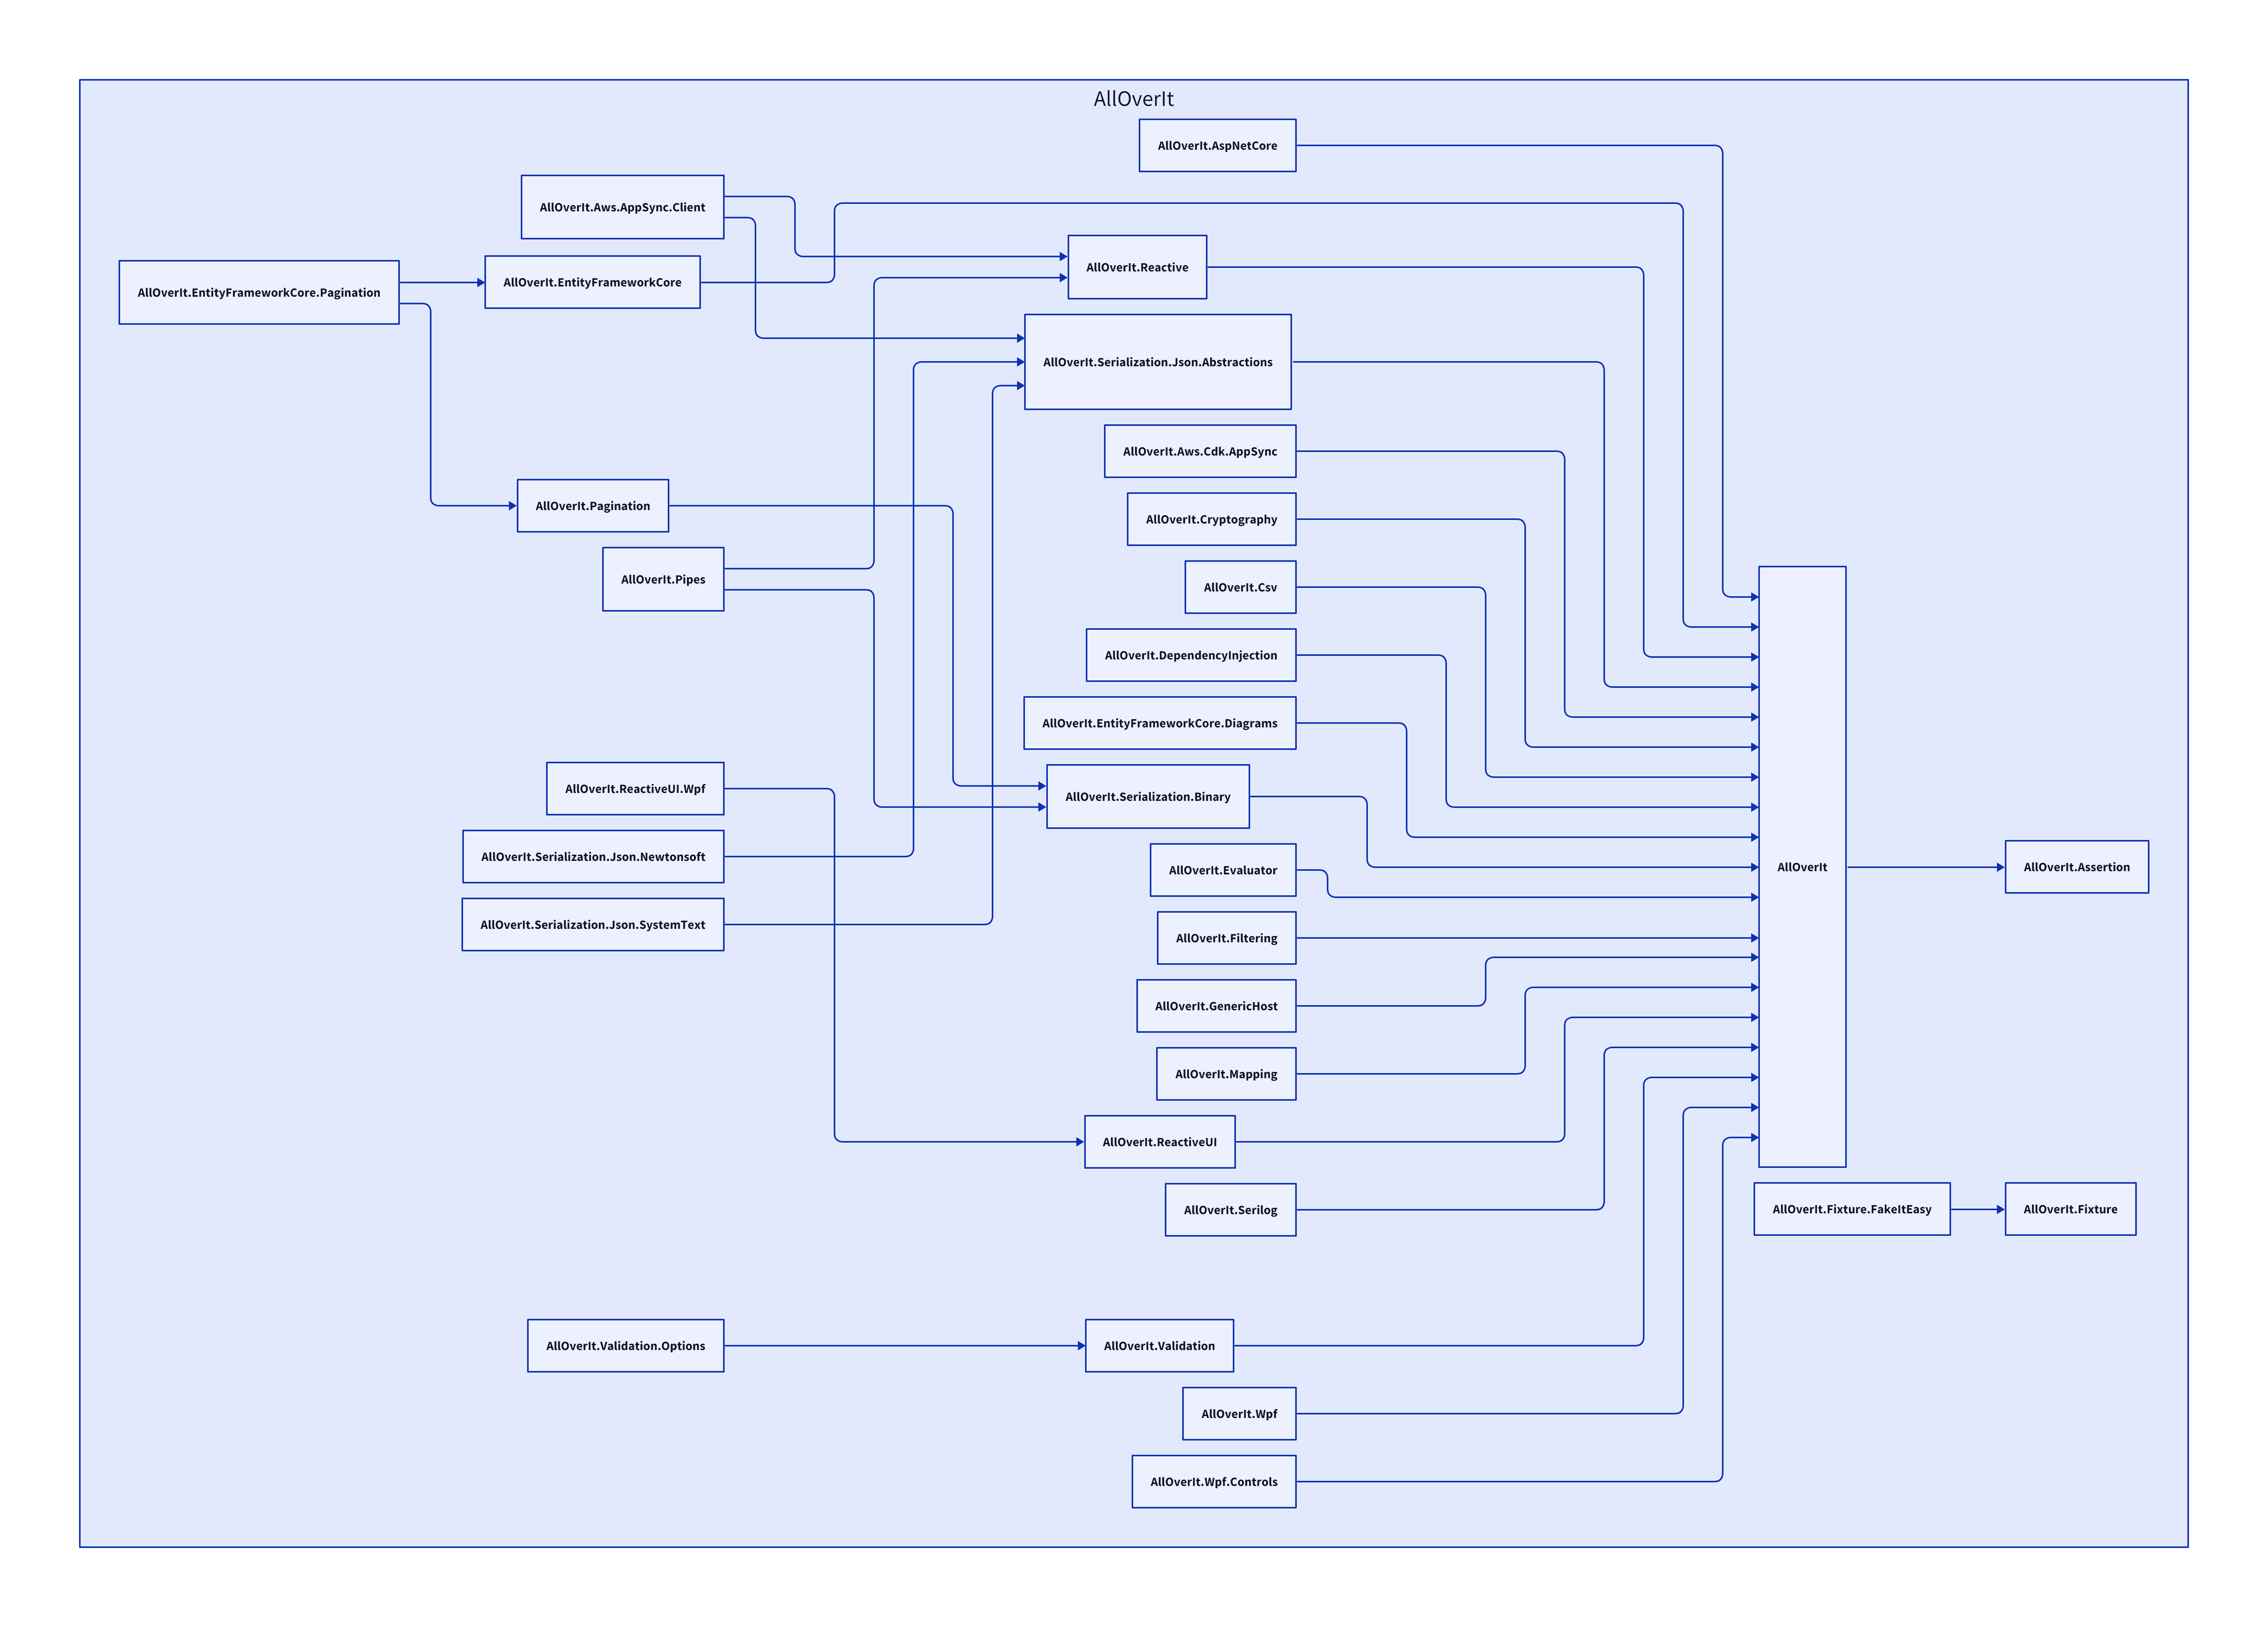 AllOverIt
AllOverIt.AspNetCore
AllOverIt.Aws.AppSync.Client
AllOverIt.Reactive
AllOverIt.EntityFrameworkCore
AllOverIt.EntityFrameworkCore.Pagination
AllOverIt.Serialization.Json.Abstractions
AllOverIt.Aws.Cdk.AppSync
AllOverIt.Pagination
AllOverIt.Cryptography
AllOverIt.Pipes
AllOverIt.Csv
AllOverIt.DependencyInjection
AllOverIt.EntityFrameworkCore.Diagrams
AllOverIt.ReactiveUI.Wpf
AllOverIt.Serialization.Binary
AllOverIt.Serialization.Json.Newtonsoft
AllOverIt.Evaluator
AllOverIt
AllOverIt.Assertion
AllOverIt.Serialization.Json.SystemText
AllOverIt.Filtering
AllOverIt.GenericHost
AllOverIt.Mapping
AllOverIt.ReactiveUI
AllOverIt.Serilog
AllOverIt.Fixture.FakeItEasy
AllOverIt.Fixture
AllOverIt.Validation.Options
AllOverIt.Validation
AllOverIt.Wpf
AllOverIt.Wpf.Controls